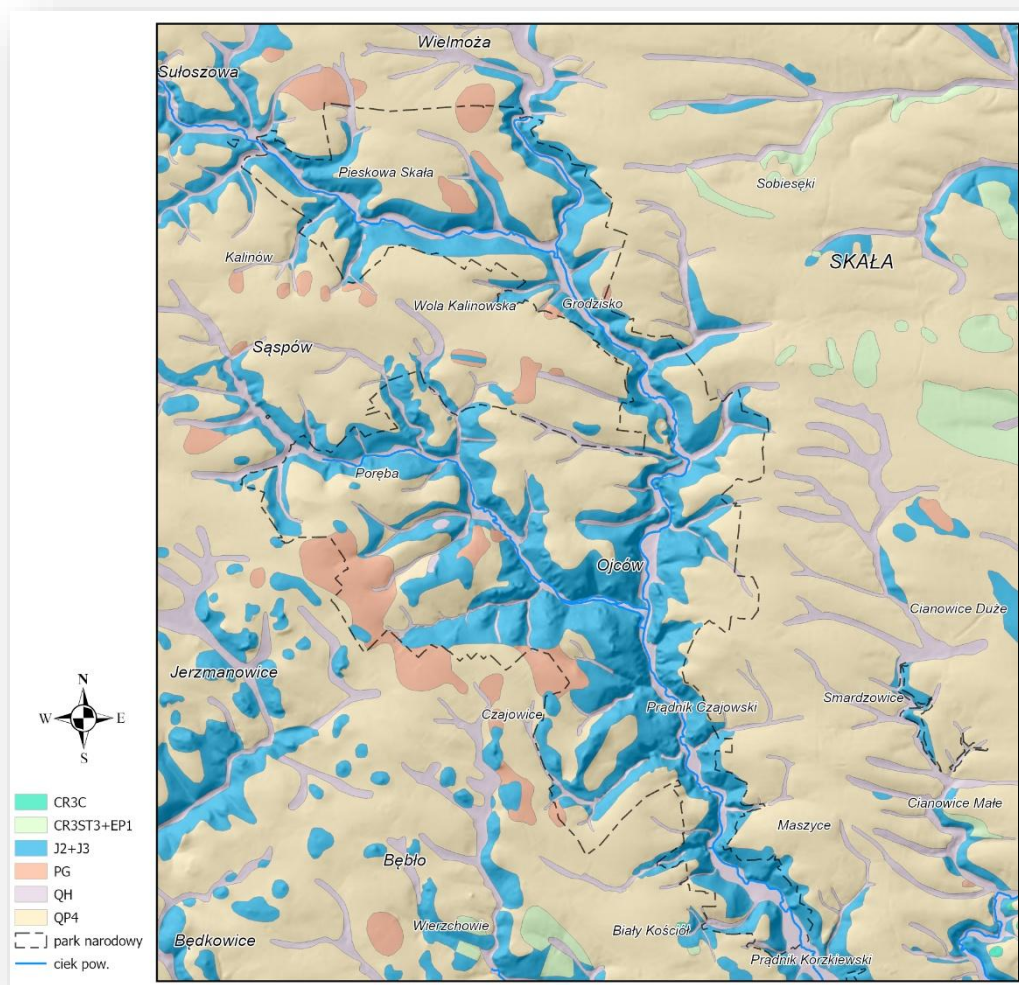 Wielmoża
Sułoszowa
Pieskowa Skała
Sobiesęki
Kalinów
SKAŁA
Wola Kalinowska
Grodzisko
Sąspów
Poręba
Ojców
Cianowice Duże
Jerzmanowice
Smardzowice
Czajowice
Prądnik Czajowski
Cianowice Małe
Maszyce
Bębło
Wierzchowie
Biały Kościół
Będkowice
Prądnik Korzkiewski
N
W E
S
CR3C
CR3ST3+EP1
J2+J3
PG
QH
QP4
park narodowy
ciek pow.